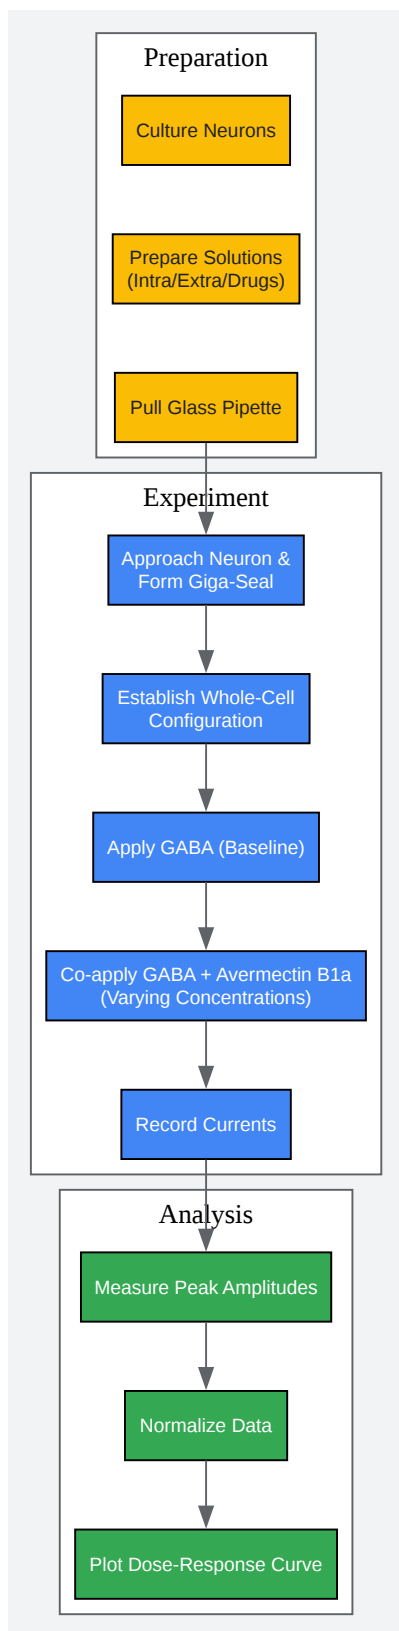 Preparation
Culture Neurons
Prepare Solutions
(Intra/Extra/Drugs)
Pull Glass Pipette
Experiment
Approach Neuron &
Form Giga-Seal
Establish Whole-Cell
Configuration
Apply GABA (Baseline)
Co-apply GABA + Avermectin B1a
(Varying Concentrations)
Record Currents
Analysis
Measure Peak Amplitudes
Normalize Data
Plot Dose-Response Curve